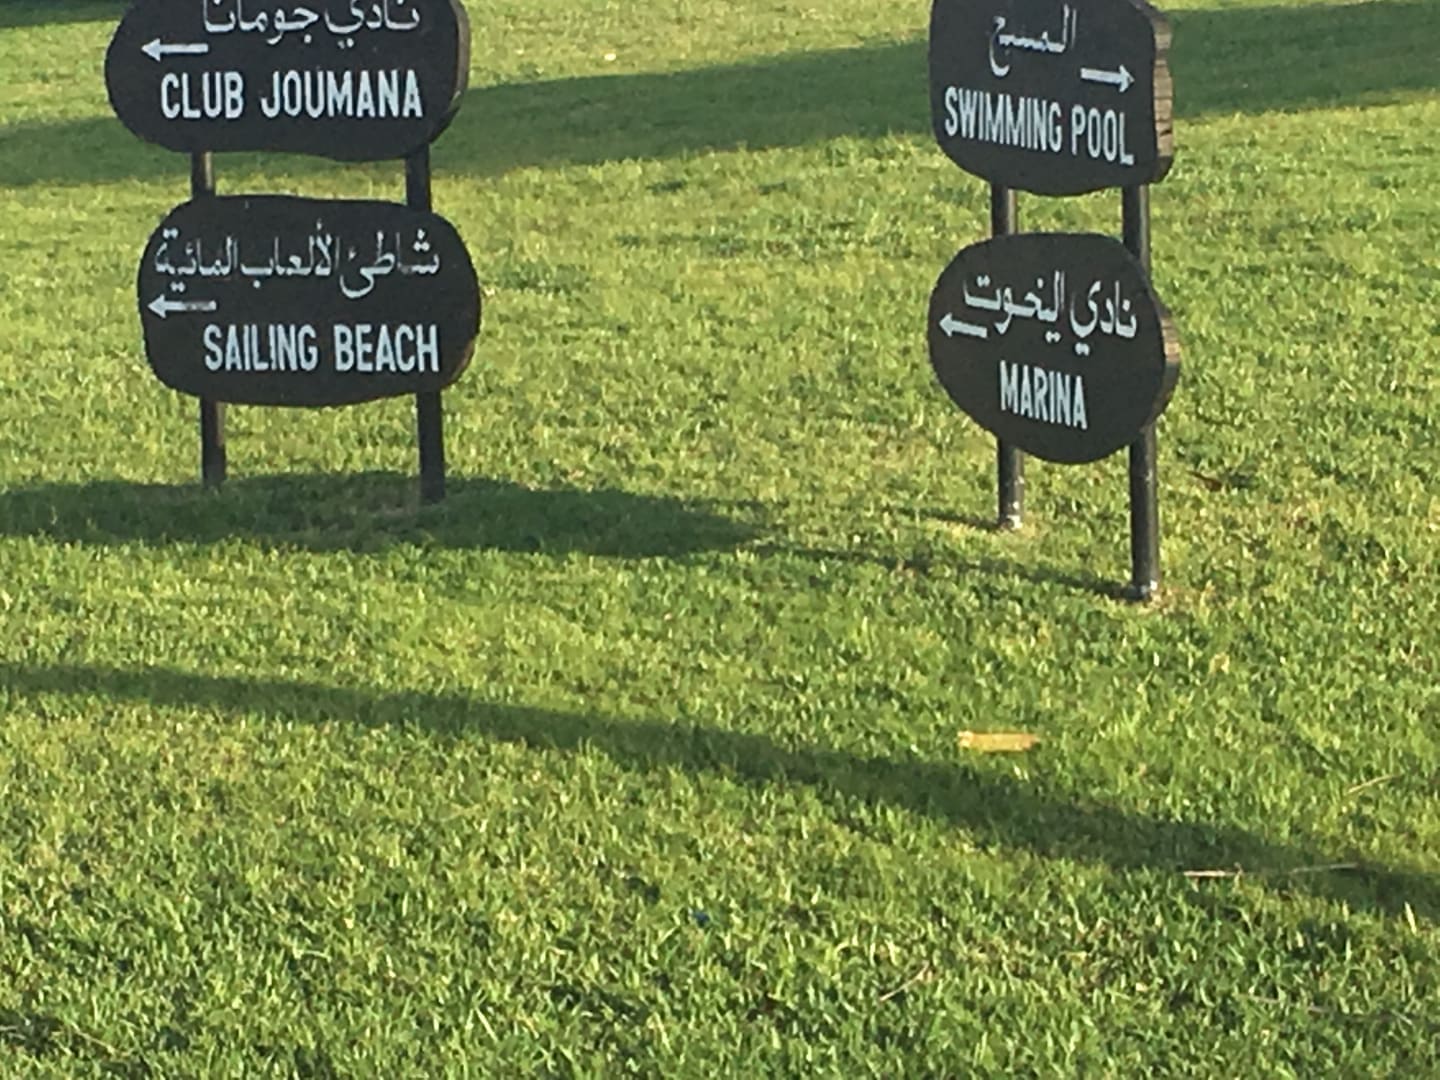 نادي جومانا
CLUB JOUMANA
شاطئ الألعاب المائية
SAILING BEACH
المسبح
SWIMMING POOL
نادي اليخوت
MARINA